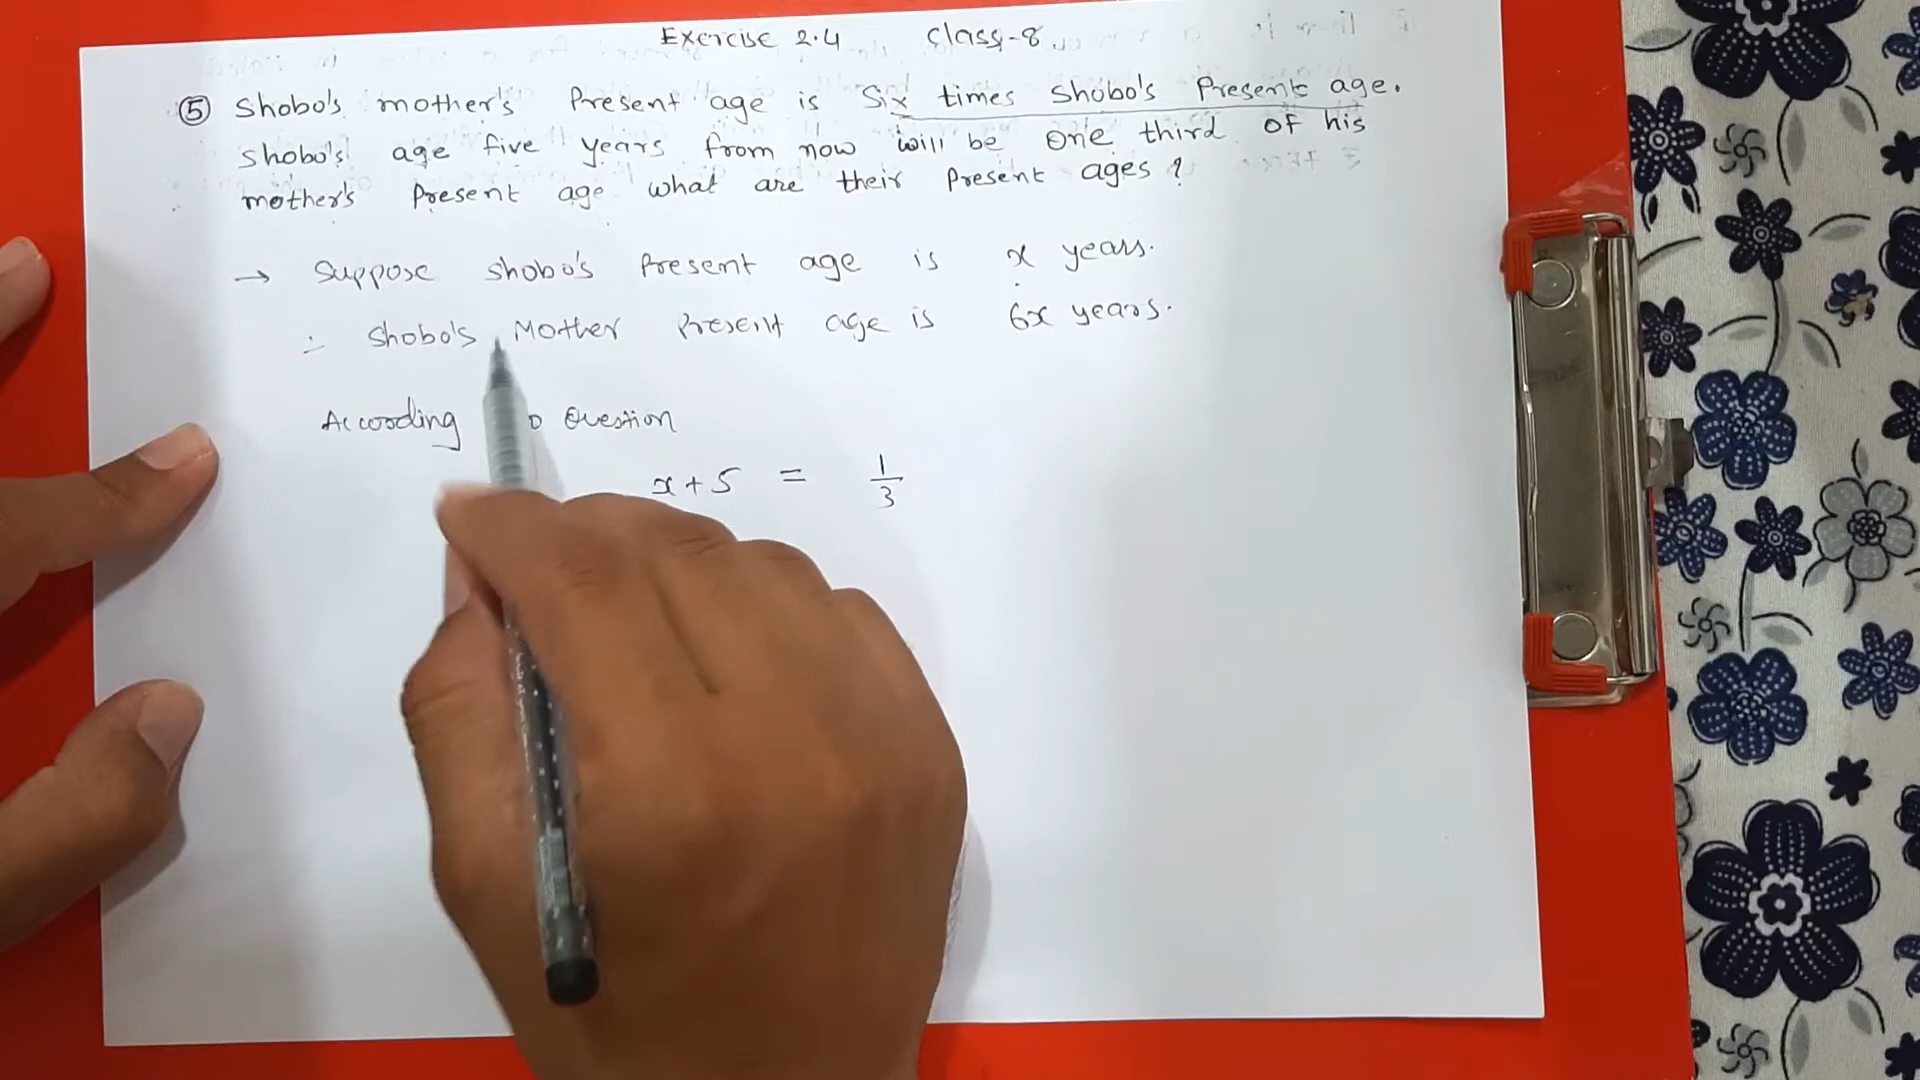 Exercise 2.4 Class-8
⑤ Shobo's mother's Present age is Six times Shobo's Present age.
Shobo's age five years from now will be one third of his
mother's Present age what are their Present ages?
→ Suppose Shobo's Present age is x years.
∴ Shobo's Mother Present age is 6x years.
According Question
x+5 = 1/3